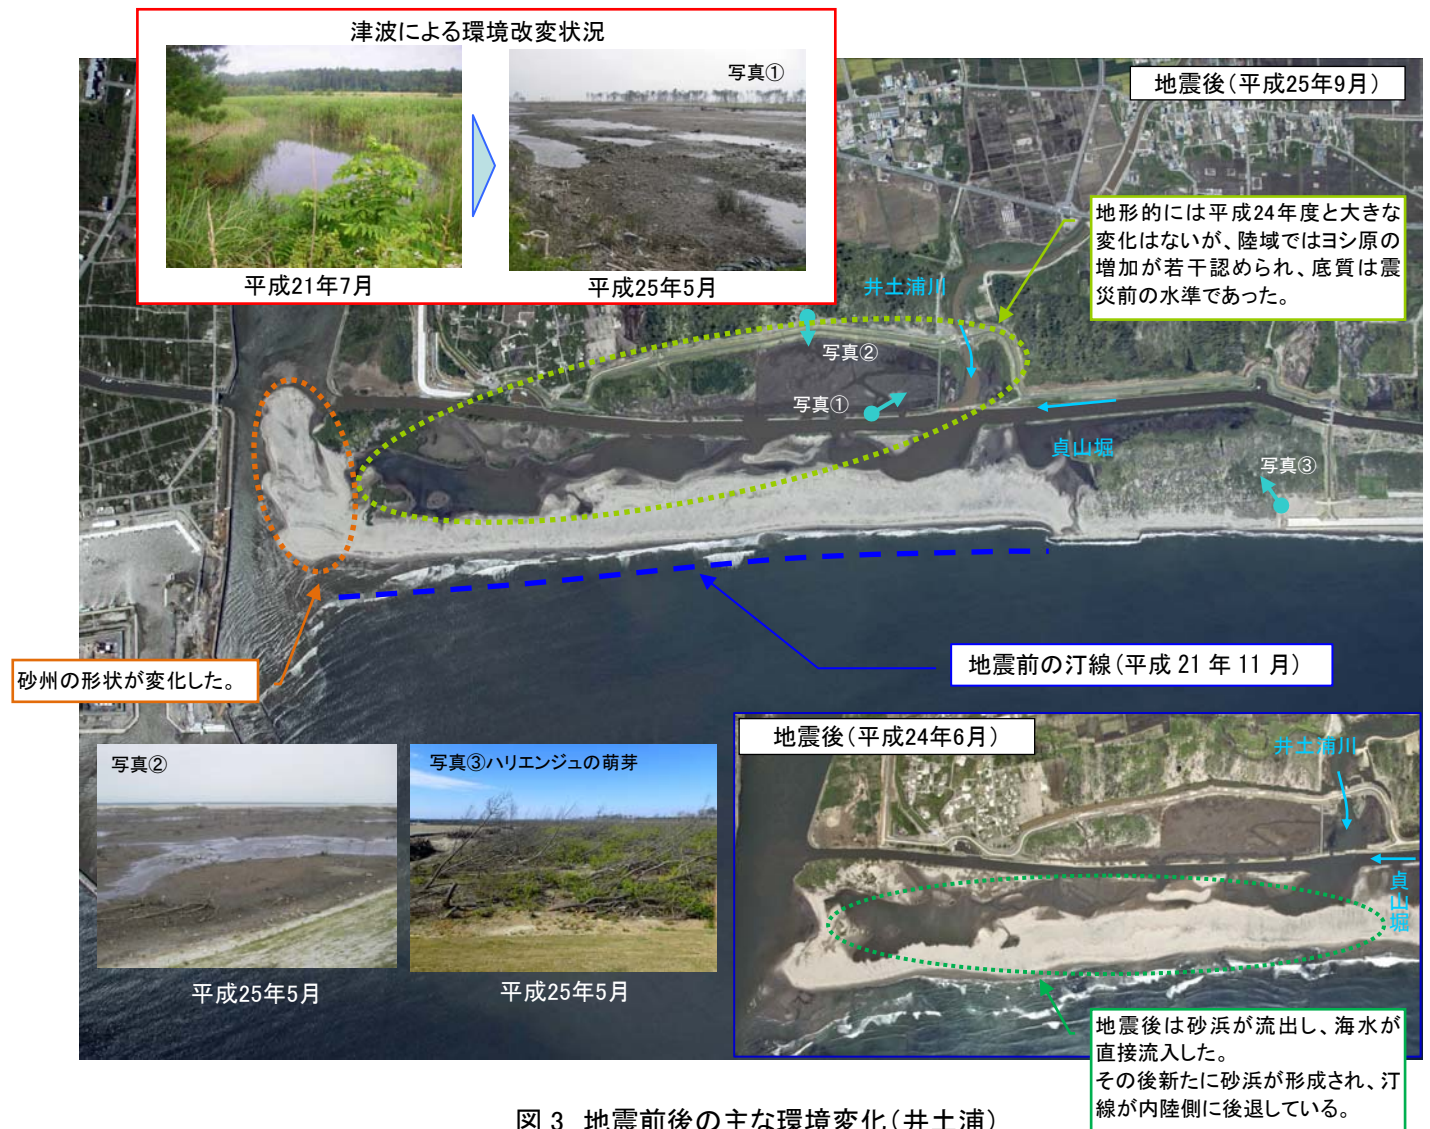 津波による環境改変状況
写真①
平成21年7月
平成25年5月
地震後（平成25年9月）
地形的には平成24年度と大きな
変化はないが、陸域ではヨシ原の
増加が若干認められ、底質は震
災前の水準であった。
井土浦川
写真②
写真①
貞山堀
写真③
砂州の形状が変化した。
地震前の汀線（平成 21 年 11 月）
写真②
平成25年5月
写真③ハリエンジュの萌芽
平成25年5月
地震後（平成24年6月）
井土浦川
貞山堀
地震後は砂浜が流出し、海水が
直接流入した。
その後新たに砂浜が形成され、汀
線が内陸側に後退している。
図 3 地震前後の主な環境変化（井土浦）